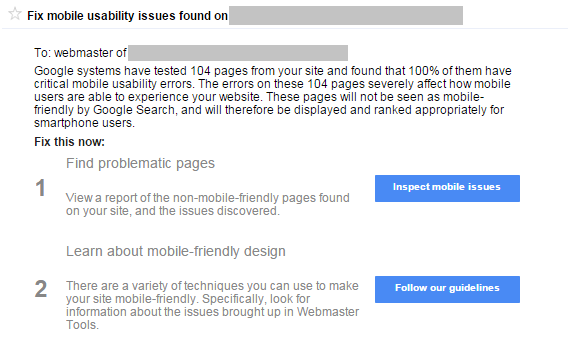 Fix mobile usability issues found on
To: webmaster of
Google systems have tested 104 pages from your site and found that 100% of them have
critical mobile usability errors. The errors on these 104 pages severely affect how mobile
users are able to experience your website. These pages will not be seen as mobile-
friendly by Google Search, and will therefore be displayed and ranked appropriately for
smartphone users.
Fix this now:
Find problematic pages
1
View a report of the non-mobile-friendly pages found
on your site, and the issues discovered.
Inspect mobile issues
Learn about mobile-friendly design
2
There are a variety of techniques you can use to make
your site mobile-friendly. Specifically, look for
information about the issues brought up in Webmaster
Tools.
Follow our guidelines